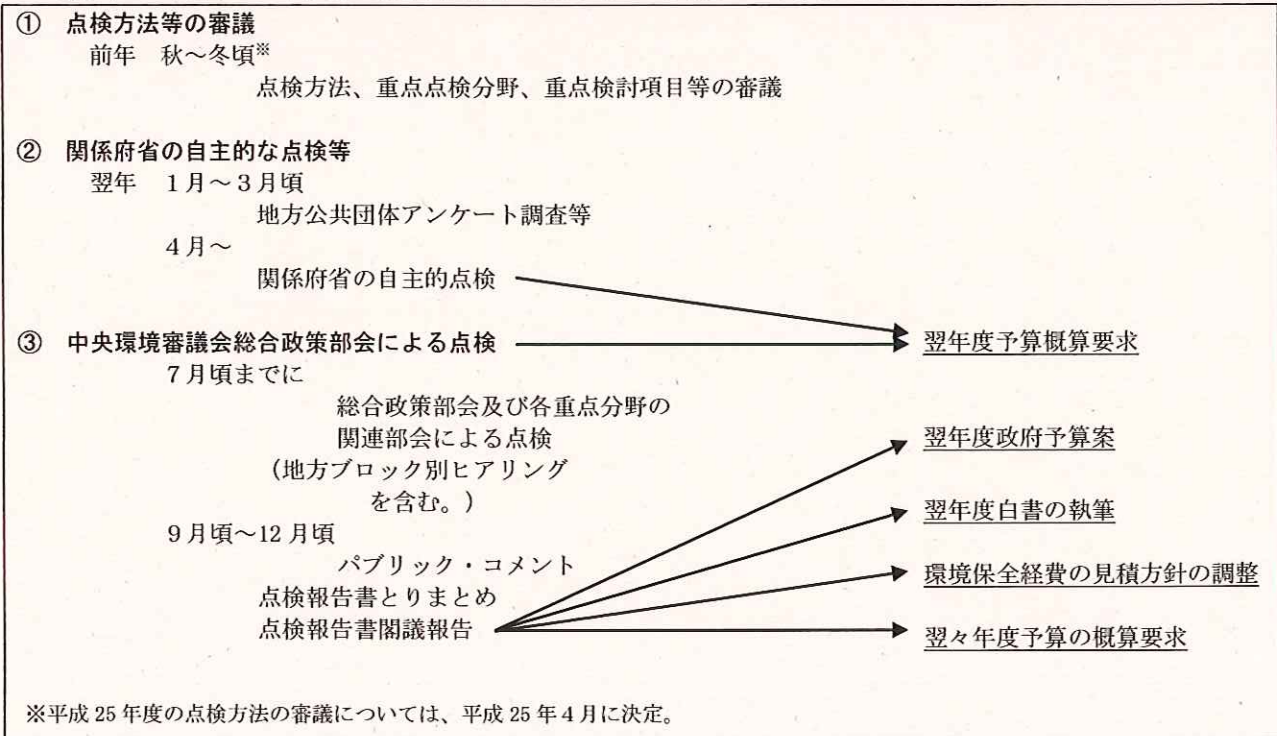 ① 点検方法等の審議
前年 秋~冬頃※
点検方法、重点点検分野、重点検討項目等の審議
② 関係府省の自主的な点検等
翌年 1月~3月頃
地方公共団体アンケート調査等
4月~
関係府省の自主的点検
③ 中央環境審議会総合政策部会による点検
翌年度予算概算要求
7月頃までに
総合政策部会及び各重点分野の
関連部会による点検
翌年度政府予算案
(地方ブロック別ヒアリング
を含む。)
翌年度白書の執筆
9月頃~12月頃
パブリック・コメント
環境保全経費の見積方針の調整
点検報告書とりまとめ
点検報告書閣議報告
翌々年度予算の概算要求
※平成25年度の点検方法の審議については、平成25年4月に決定。